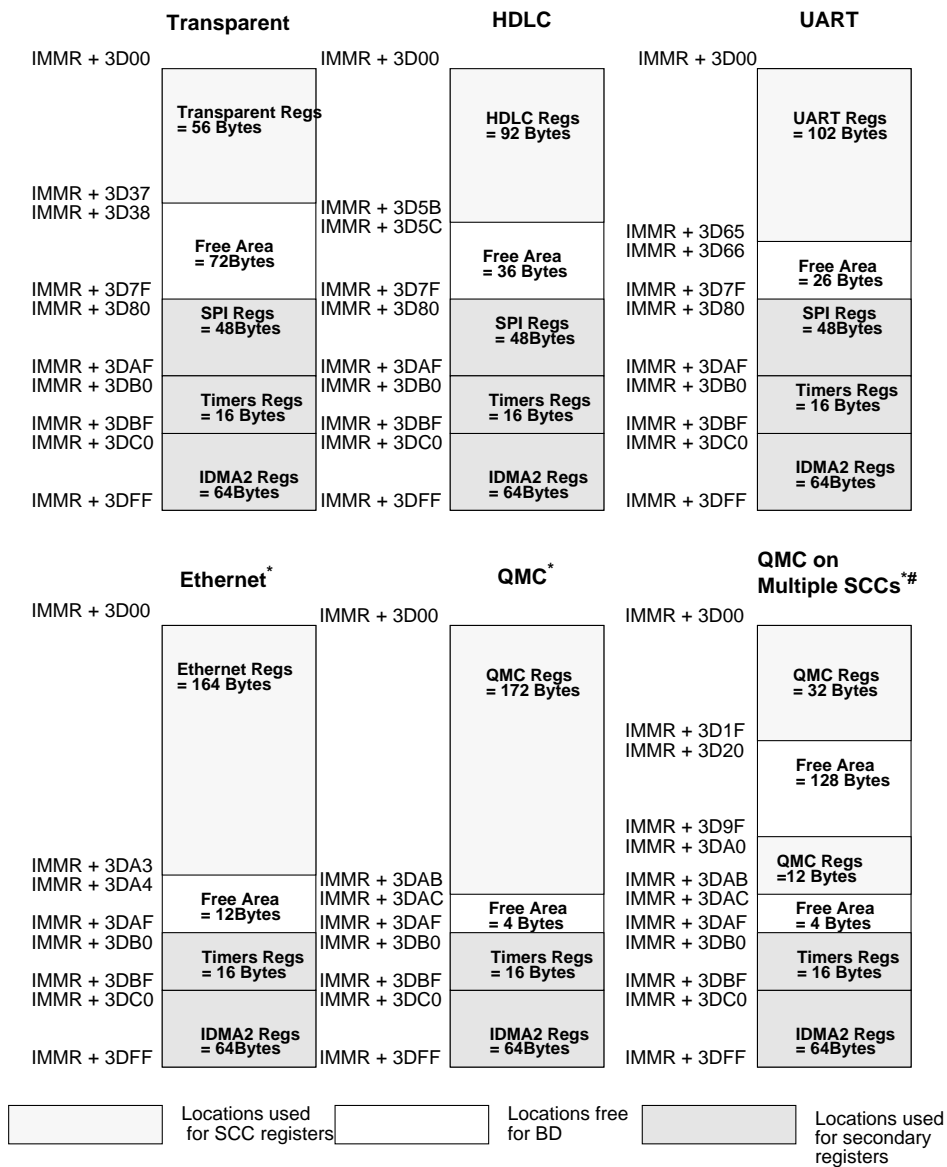 Transparent
IMMR + 3D00
Transparent Regs
= 56 Bytes
IMMR + 3D37
IMMR + 3D38
Free Area
= 72Bytes
IMMR + 3D7F
IMMR + 3D80
SPI Regs
= 48Bytes
IMMR + 3DAF
IMMR + 3DB0
Timers Regs
= 16 Bytes
IMMR + 3DBF
IMMR + 3DC0
IDMA2 Regs
= 64Bytes
IMMR + 3DFF
HDLC
IMMR + 3D00
HDLC Regs
= 92 Bytes
IMMR + 3D5B
IMMR + 3D5C
Free Area
= 36 Bytes
IMMR + 3D7F
IMMR + 3D80
SPI Regs
= 48Bytes
IMMR + 3DAF
IMMR + 3DB0
Timers Regs
= 16 Bytes
IMMR + 3DBF
IMMR + 3DC0
IDMA2 Regs
= 64Bytes
IMMR + 3DFF
UART
IMMR + 3D00
UART Regs
= 102 Bytes
IMMR + 3D65
IMMR + 3D66
Free Area
= 26 Bytes
IMMR + 3D7F
IMMR + 3D80
SPI Regs
= 48Bytes
IMMR + 3DAF
IMMR + 3DB0
Timers Regs
= 16 Bytes
IMMR + 3DBF
IMMR + 3DC0
IDMA2 Regs
= 64Bytes
IMMR + 3DFF
Ethernet*
IMMR + 3D00
Ethernet Regs
= 164 Bytes
IMMR + 3DA3
IMMR + 3DA4
Free Area
= 12Bytes
IMMR + 3DAF
IMMR + 3DB0
Timers Regs
= 16 Bytes
IMMR + 3DBF
IMMR + 3DC0
IDMA2 Regs
= 64Bytes
IMMR + 3DFF
QMC*
IMMR + 3D00
QMC Regs
= 172 Bytes
IMMR + 3DAB
IMMR + 3DAC
Free Area
= 4 Bytes
IMMR + 3DAF
IMMR + 3DB0
Timers Regs
= 16 Bytes
IMMR + 3DBF
IMMR + 3DC0
IDMA2 Regs
= 64Bytes
IMMR + 3DFF
QMC on
Multiple SCCs*#
IMMR + 3D00
QMC Regs
= 32 Bytes
IMMR + 3D1F
IMMR + 3D20
Free Area
= 128 Bytes
IMMR + 3D9F
IMMR + 3DA0
QMC Regs
=12 Bytes
IMMR + 3DAB
IMMR + 3DAC
Free Area
= 4 Bytes
IMMR + 3DAF
IMMR + 3DB0
Timers Regs
= 16 Bytes
IMMR + 3DBF
IMMR + 3DC0
IDMA2 Regs
= 64Bytes
IMMR + 3DFF
Locations used
for SCC registers
Locations free
for BD
Locations used
for secondary
registers